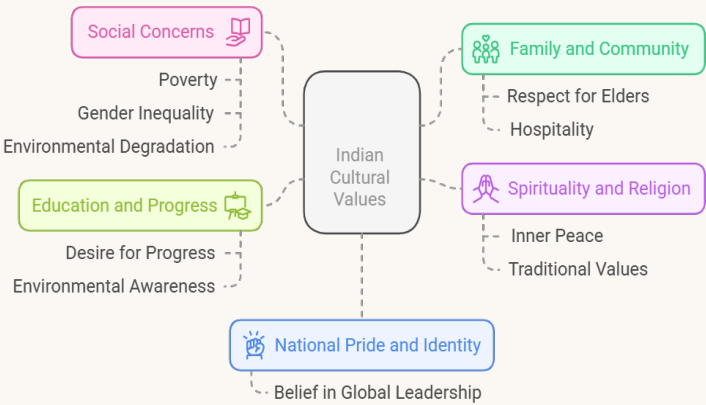 Social Concerns
Poverty
Gender Inequality
Environmental Degradation
Education and Progress
Desire for Progress
Environmental Awareness
Indian
Cultural
Values
Family and Community
Respect for Elders
Hospitality
Spirituality and Religion
Inner Peace
Traditional Values
National Pride and Identity
Belief in Global Leadership